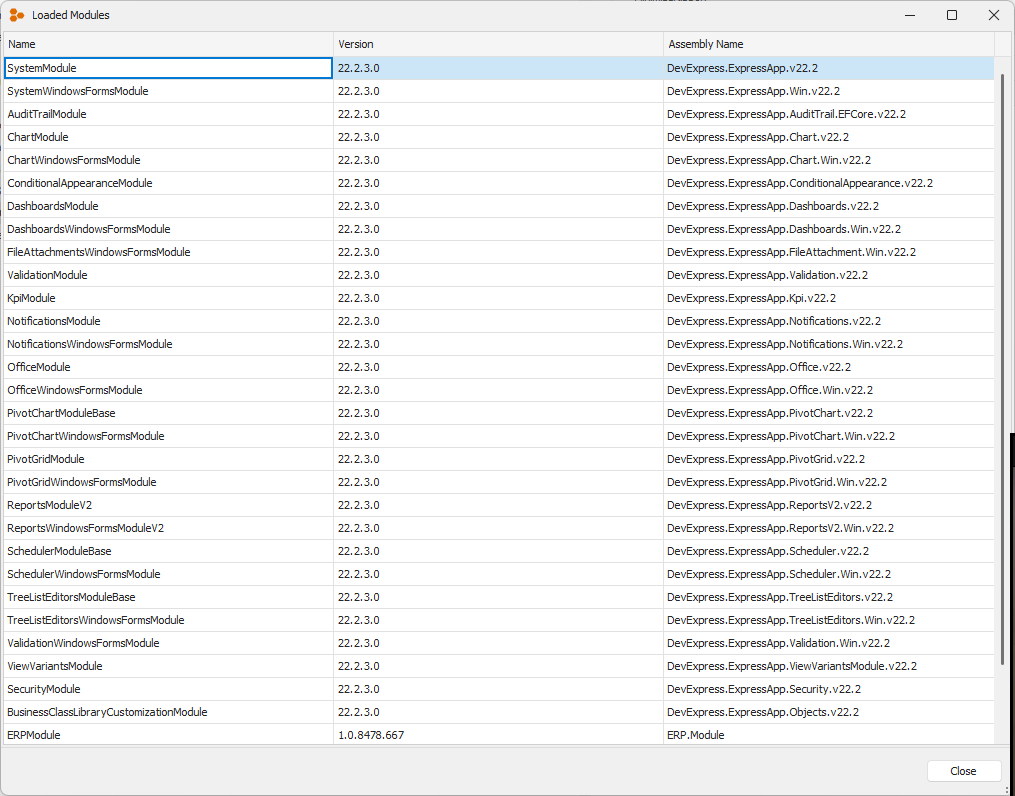 Loaded Modules
Name Version Assembly Name
SystemModule 22.2.3.0 DevExpress.ExpressApp.v22.2
SystemWindowsFormsModule 22.2.3.0 DevExpress.ExpressApp.Win.v22.2
AuditTrailModule 22.2.3.0 DevExpress.ExpressApp.AuditTrail.EFCore.v22.2
ChartModule 22.2.3.0 DevExpress.ExpressApp.Chart.v22.2
ChartWindowsFormsModule 22.2.3.0 DevExpress.ExpressApp.Chart.Win.v22.2
ConditionalAppearanceModule 22.2.3.0 DevExpress.ExpressApp.ConditionalAppearance.v22.2
DashboardsModule 22.2.3.0 DevExpress.ExpressApp.Dashboards.v22.2
DashboardsWindowsFormsModule 22.2.3.0 DevExpress.ExpressApp.Dashboards.Win.v22.2
FileAttachmentsWindowsFormsModule 22.2.3.0 DevExpress.ExpressApp.FileAttachment.Win.v22.2
ValidationModule 22.2.3.0 DevExpress.ExpressApp.Validation.v22.2
KpiModule 22.2.3.0 DevExpress.ExpressApp.Kpi.v22.2
NotificationsModule 22.2.3.0 DevExpress.ExpressApp.Notifications.v22.2
NotificationsWindowsFormsModule 22.2.3.0 DevExpress.ExpressApp.Notifications.Win.v22.2
OfficeModule 22.2.3.0 DevExpress.ExpressApp.Office.v22.2
OfficeWindowsFormsModule 22.2.3.0 DevExpress.ExpressApp.Office.Win.v22.2
PivotChartModuleBase 22.2.3.0 DevExpress.ExpressApp.PivotChart.v22.2
PivotChartWindowsFormsModule 22.2.3.0 DevExpress.ExpressApp.PivotChart.Win.v22.2
PivotGridModule 22.2.3.0 DevExpress.ExpressApp.PivotGrid.v22.2
PivotGridWindowsFormsModule 22.2.3.0 DevExpress.ExpressApp.PivotGrid.Win.v22.2
ReportsModuleV2 22.2.3.0 DevExpress.ExpressApp.ReportsV2.v22.2
ReportsWindowsFormsModuleV2 22.2.3.0 DevExpress.ExpressApp.ReportsV2.Win.v22.2
SchedulerModuleBase 22.2.3.0 DevExpress.ExpressApp.Scheduler.v22.2
SchedulerWindowsFormsModule 22.2.3.0 DevExpress.ExpressApp.Scheduler.Win.v22.2
TreeListEditorsModuleBase 22.2.3.0 DevExpress.ExpressApp.TreeListEditors.v22.2
TreeListEditorsWindowsFormsModule 22.2.3.0 DevExpress.ExpressApp.TreeListEditors.Win.v22.2
ValidationWindowsFormsModule 22.2.3.0 DevExpress.ExpressApp.Validation.Win.v22.2
ViewVariantsModule 22.2.3.0 DevExpress.ExpressApp.ViewVariantsModule.v22.2
SecurityModule 22.2.3.0 DevExpress.ExpressApp.Security.v22.2
BusinessClassLibraryCustomizationModule 22.2.3.0 DevExpress.ExpressApp.Objects.v22.2
ERPModule 1.0.8478.667 ERP.Module
Close